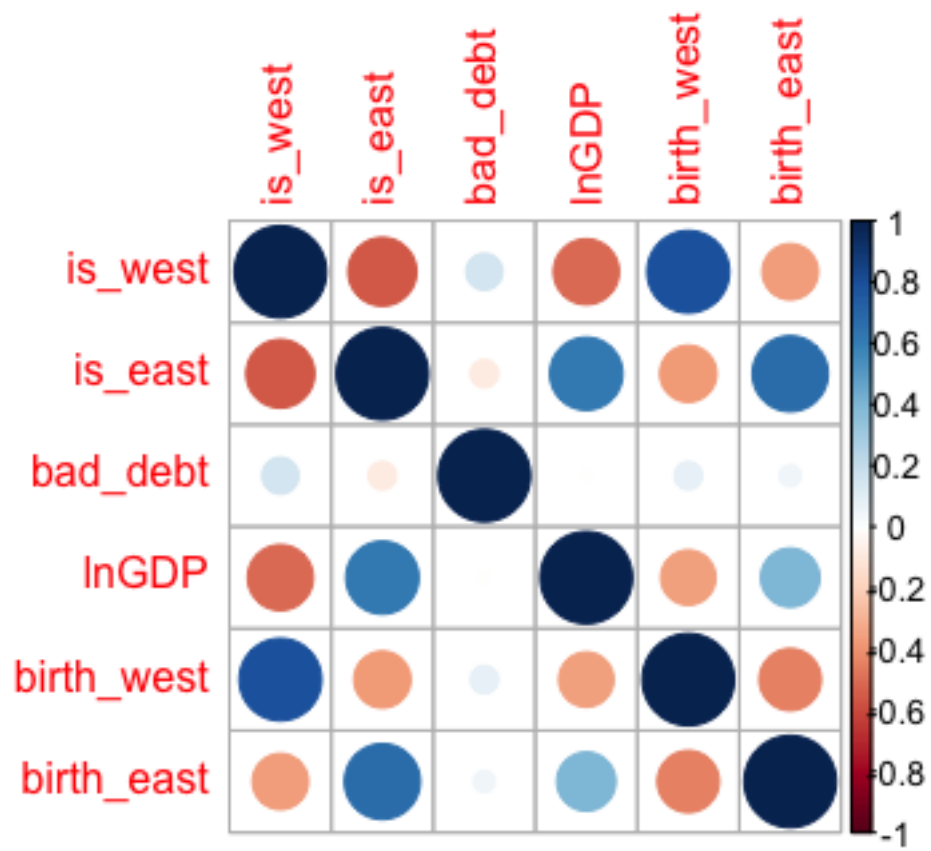 is_west
is_east
bad_debt
lnGDP
birth_west
birth_east
is_west
is_east
bad_debt
lnGDP
birth_west
birth_east
1
0.8
0.6
0.4
0.2
0
-0.2
-0.4
-0.6
-0.8
-1